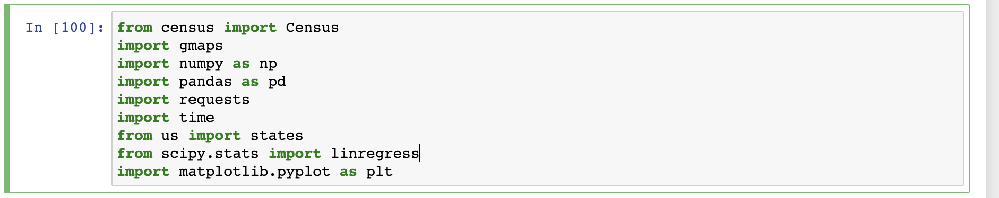 In [100]: from census import Census
import gmaps
import numpy as np
import pandas as pd
import requests
import time
from us import states
from scipy.stats import linregress
import matplotlib.pyplot as plt